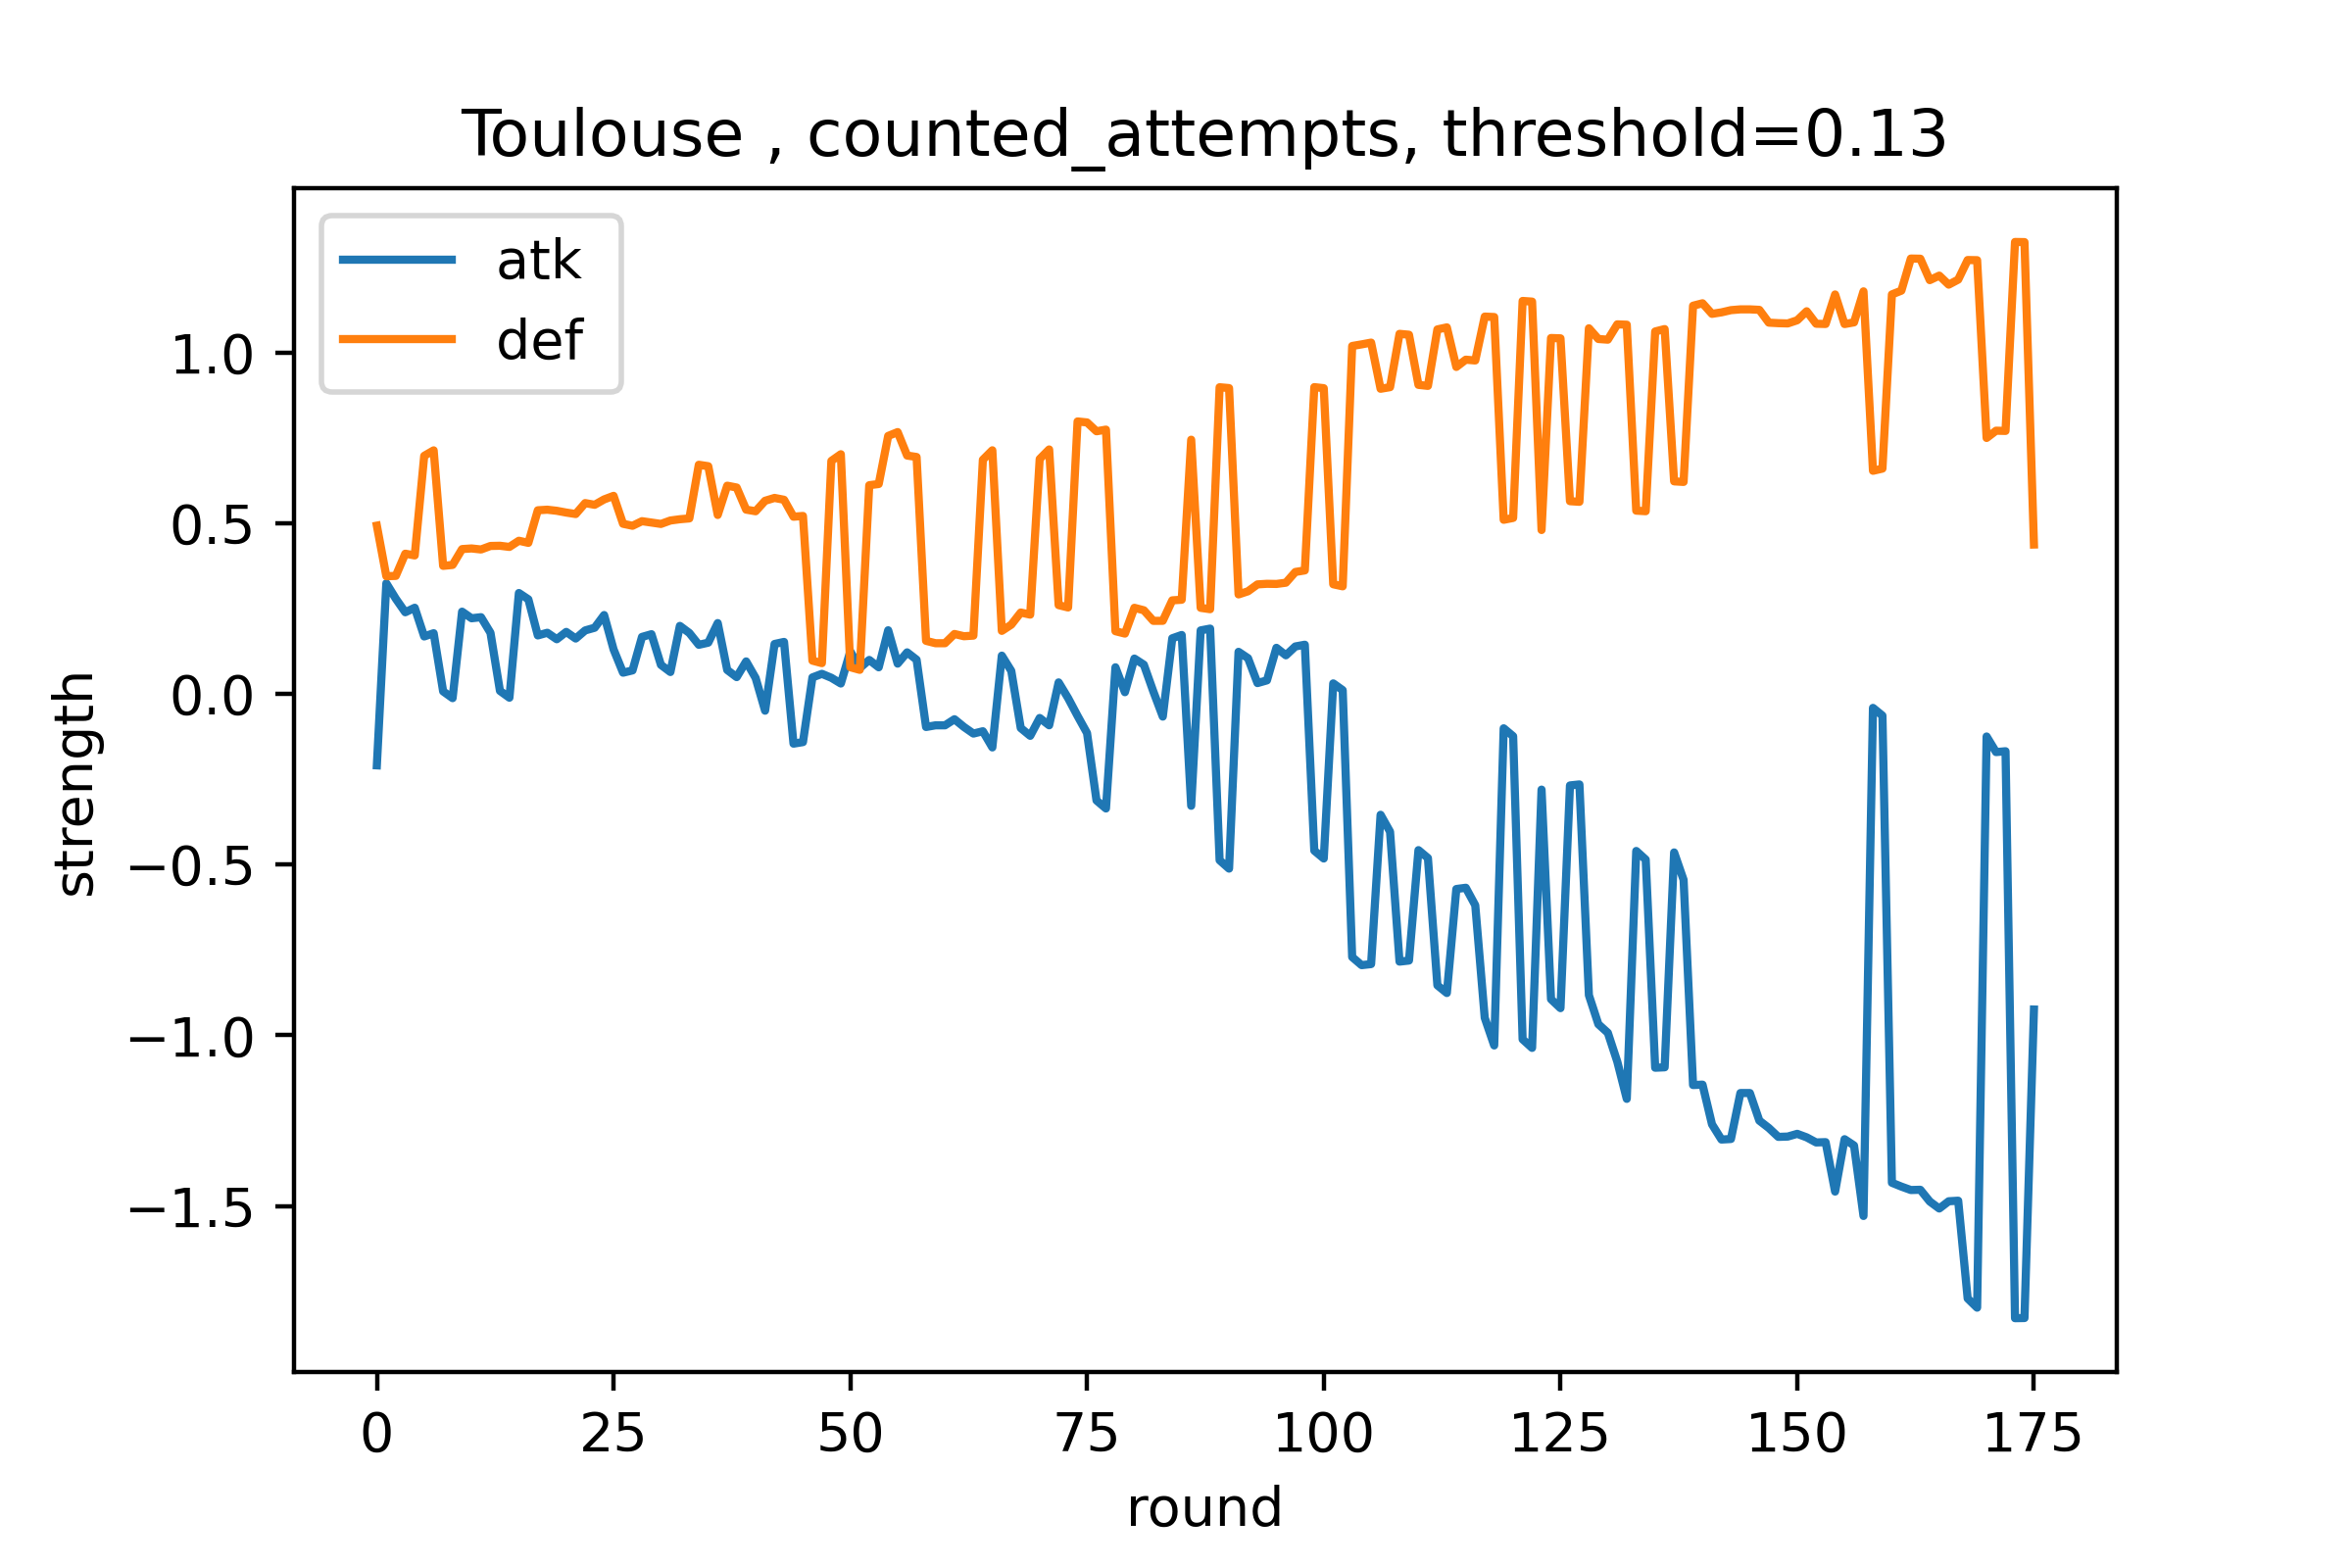 Toulouse , counted_attempts, threshold=0.13
atk
def
1.0
0.5
0.0
−0.5
−1.0
−1.5
strength
0 25 50 75 100 125 150 175
round